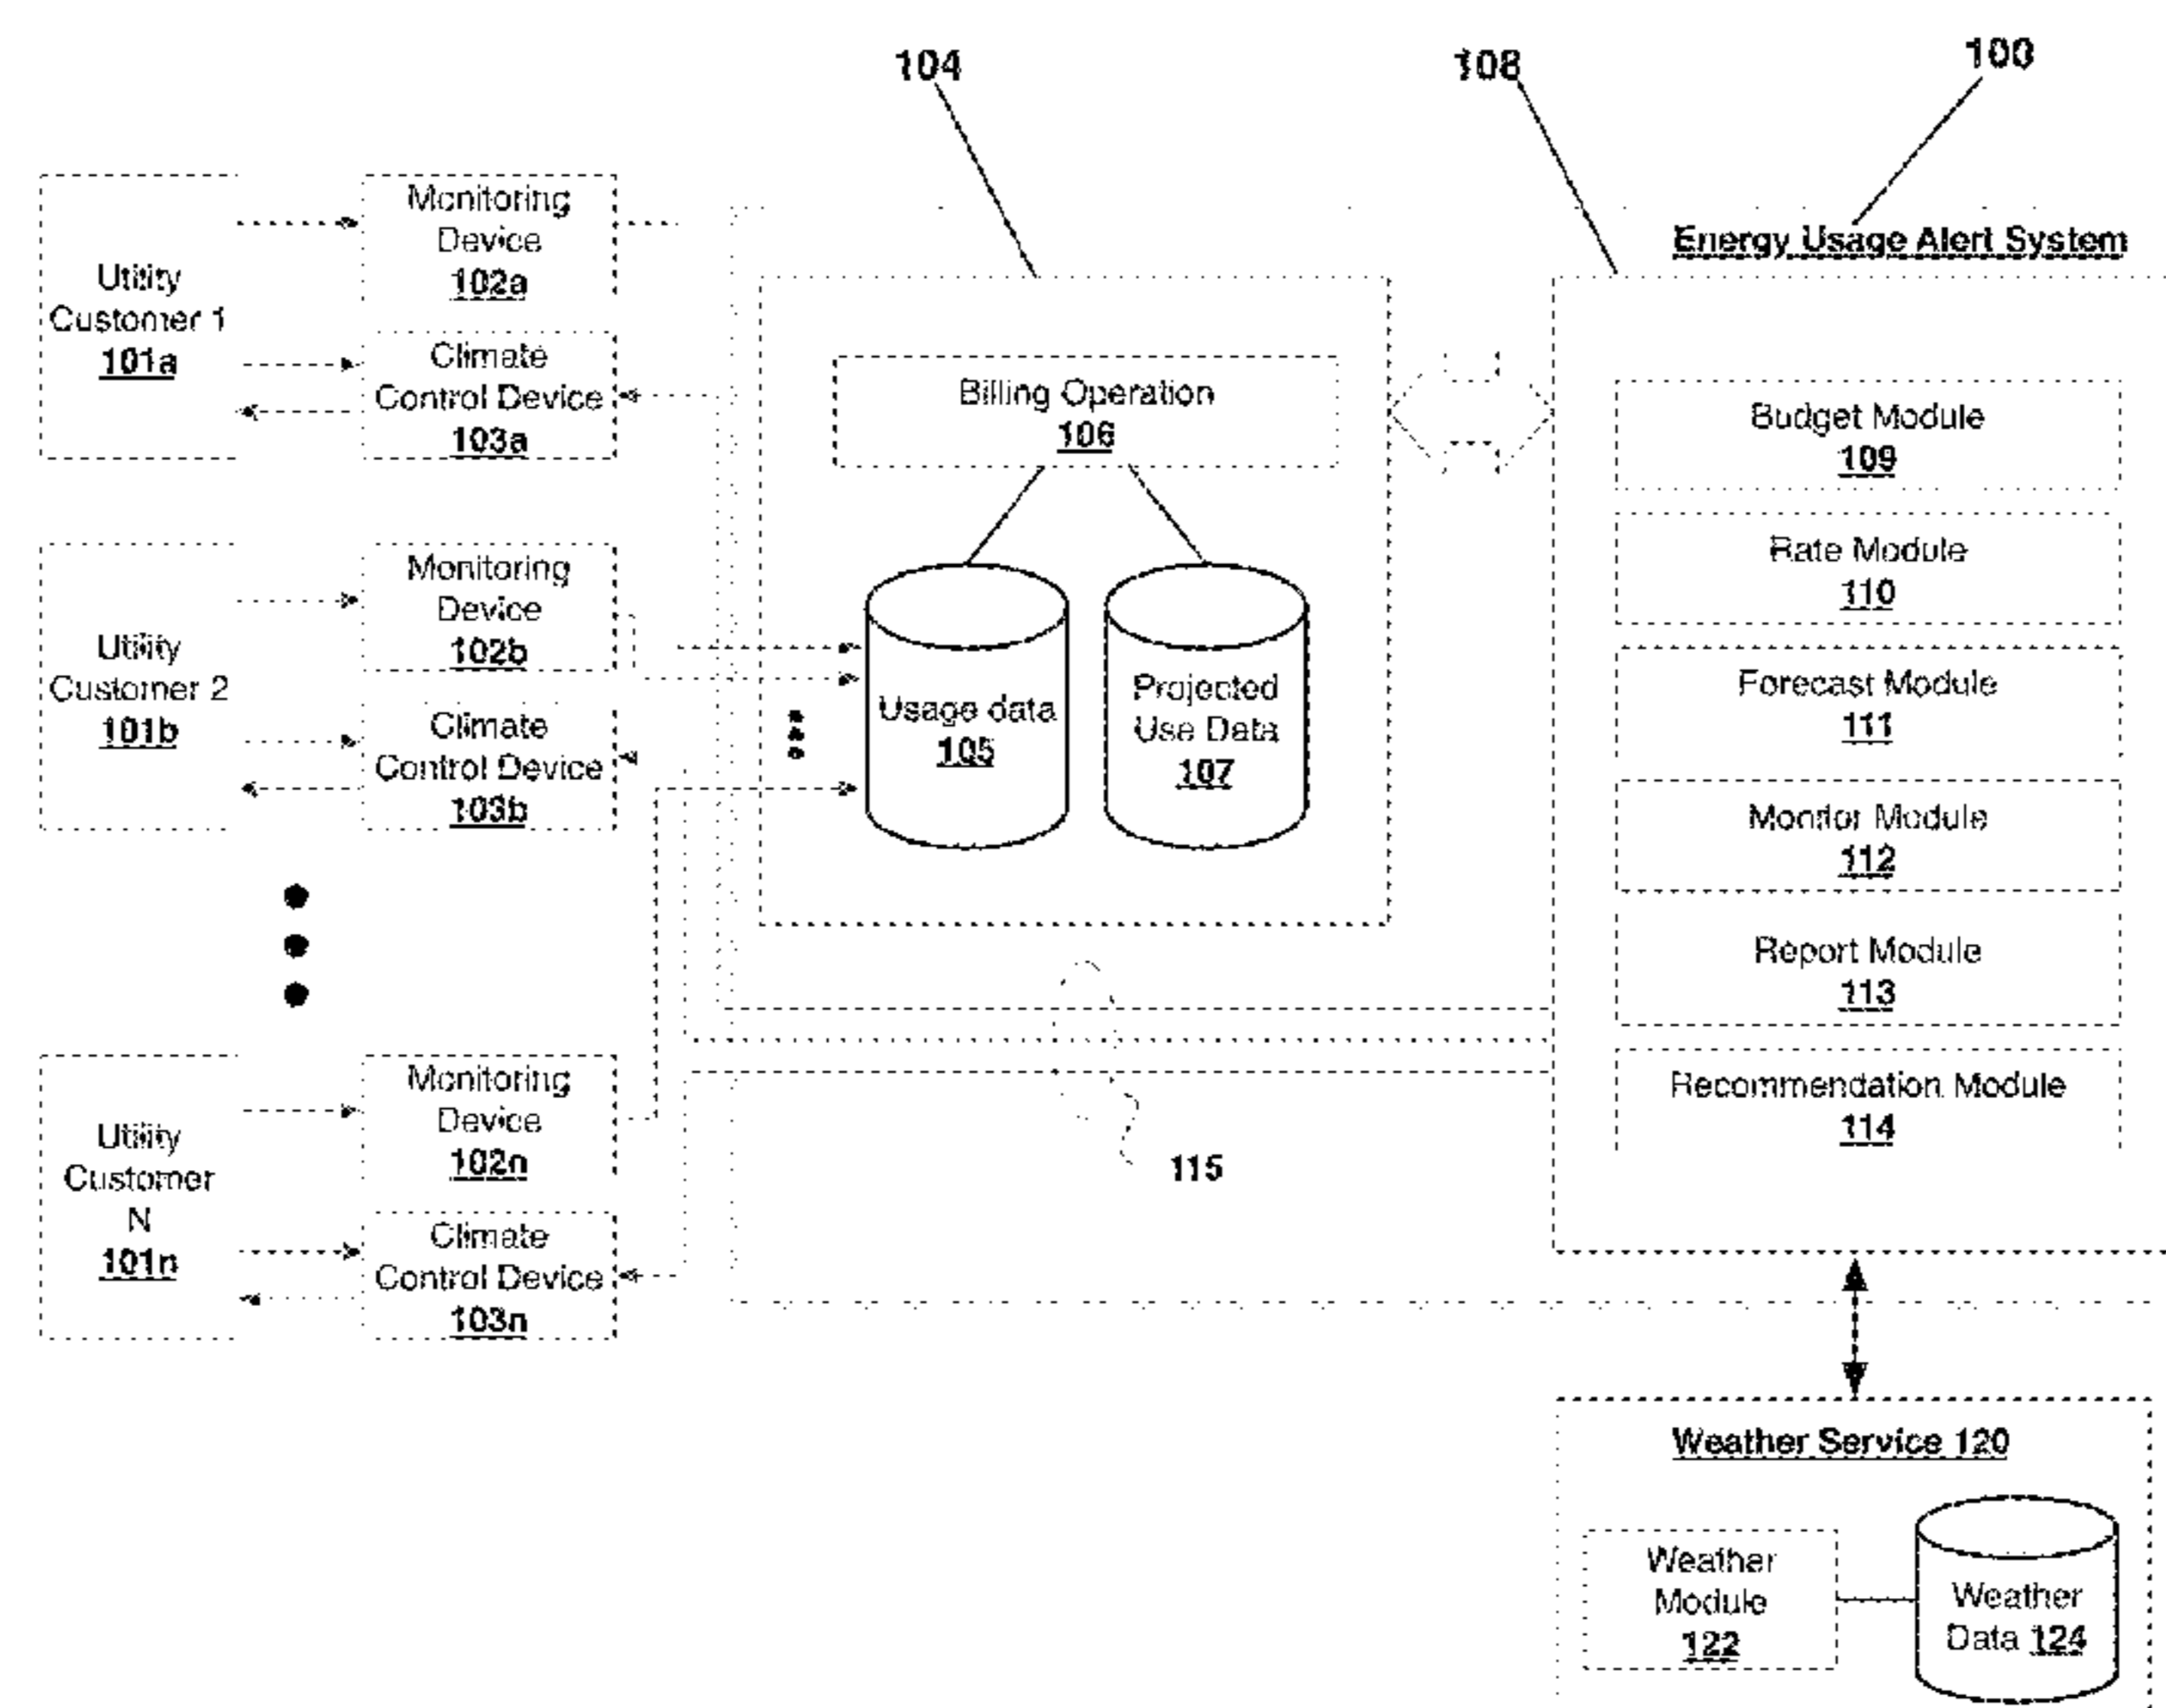 104
108
100
Energy Usage Alert System
Utility
Customer 1
101a
Monitoring
Device
102a
Climate
Control Device
103a
Utility
Customer 2
101b
Monitoring
Device
102b
Climate
Control Device
103b
Utility
Customer
N
101n
Monitoring
Device
102n
Climate
Control Device
103n
Billing Operation
106
Usage data
105
Projected
Use Data
107
115
Budget Module
109
Rate Module
110
Forecast Module
111
Monitor Module
112
Report Module
113
Recommendation Module
114
Weather Service 120
Weather
Module
122
Weather
Data 124